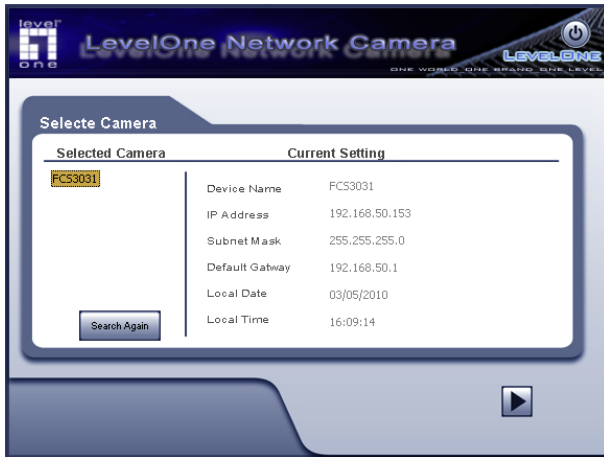 level
one
LevelOne Network Camera
LEVELONE
ONE WORLD ONE BRAND ONE LEVEL
Selecte Camera
Selected Camera
Current Setting
FCS3031
Device Name FCS3031
IP Address 192.168.50.153
Subnet Mask 255.255.255.0
Default Gatway 192.168.50.1
Local Date 03/05/2010
Local Time 16:09:14
Search Again